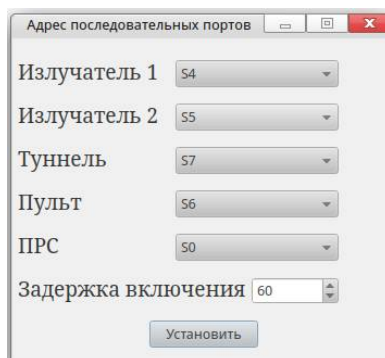 Адрес последовательных портов
Излучатель 1 S4
Излучатель 2 S5
Туннель S7
Пульт S6
ПРС S0
Задержка включения 60
Установить